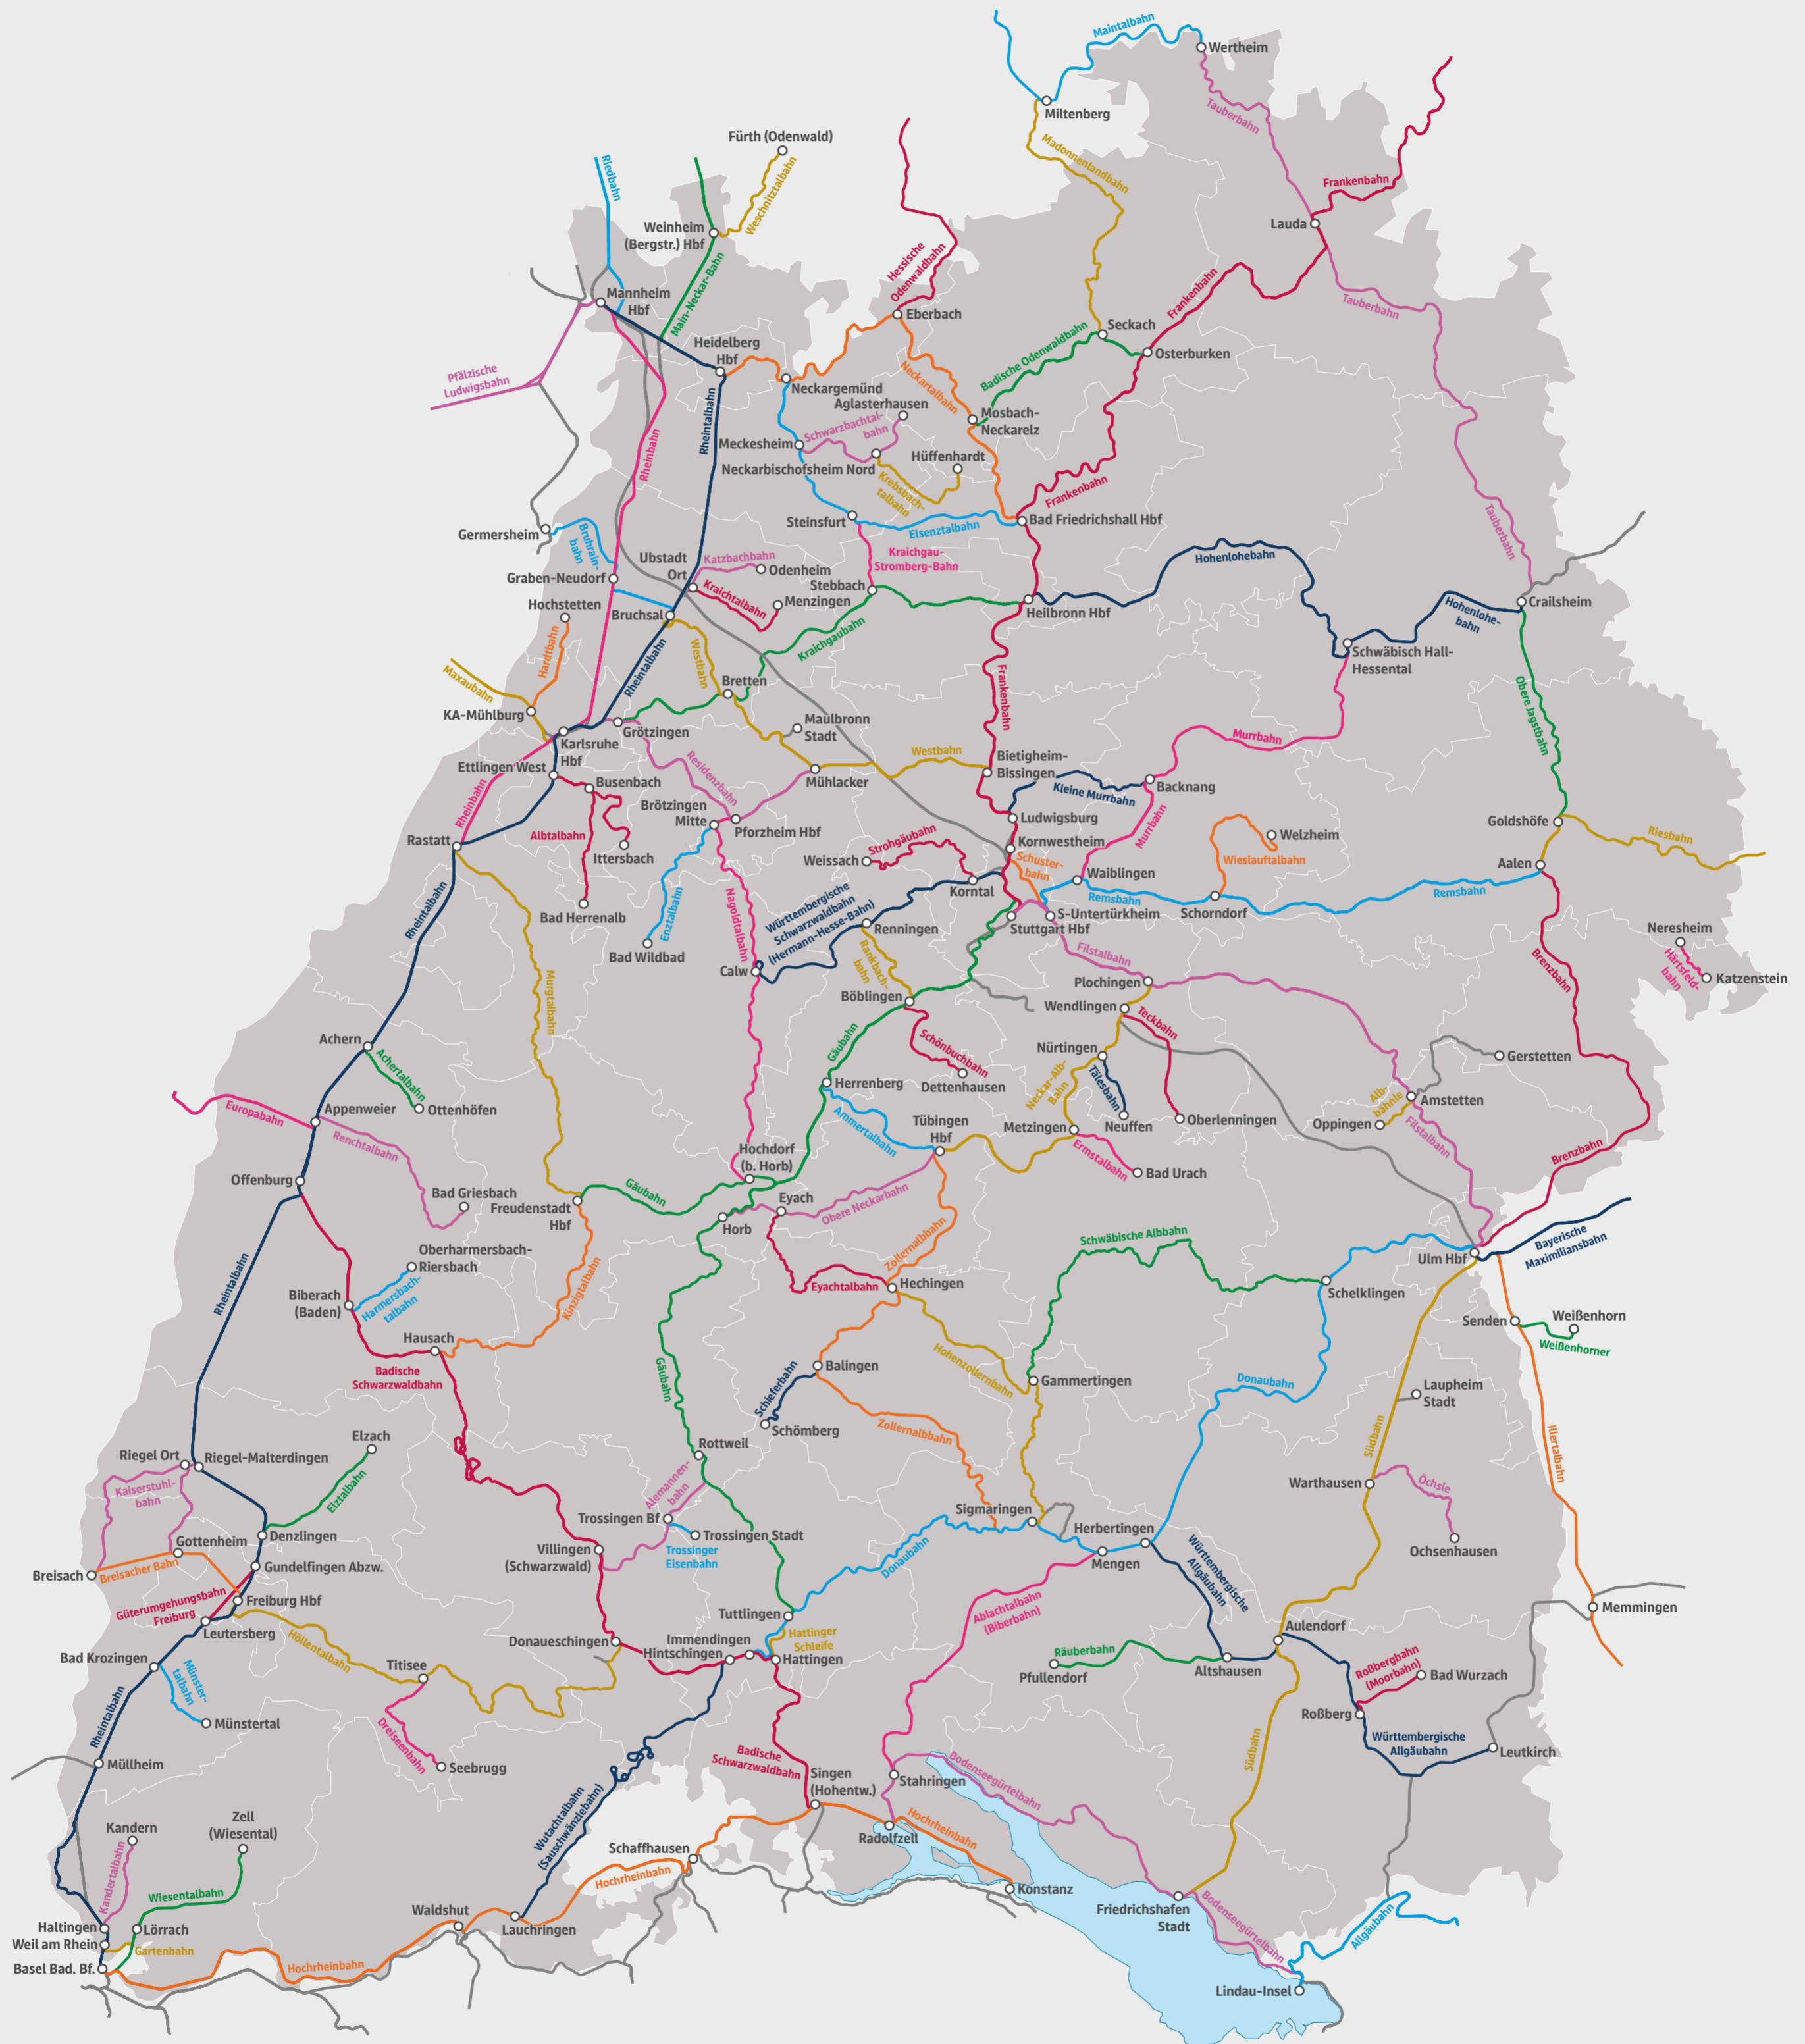 Maintalbahn
Wertheim
Miltenberg
Tauberbahn
Madonnenlandbahn
Fürth (Odenwald)
Riedbahn
Weschnitztalbahn
Frankenbahn
Lauda
Weinheim
(Bergstr.) Hbf
Main-Neckar-Bahn
Hessische
Odenwaldbahn
Mannheim
Hbf
Eberbach
Frankenbahn
Tauberbahn
Seckach
Osterburken
Badische Odenwaldbahn
Heidelberg
Hbf
Pfälzische
Ludwigsbahn
Neckargemünd
Neckartalbahn
Aglasterhausen
Mosbach-
Neckarelz
Schwarzbachtal-
bahn
Meckesheim
Rheintalbahn
Rheinbahn
Neckarbischofsheim Nord
Hüffenhardt
Krebsbach-
talbahn
Frankenbahn
Steinsfurt
Elsenztalbahn
Bad Friedrichshall Hbf
Tauberbahn
Germersheim
Bruhrain-
bahn
Ubstadt
Ort
Katzbachbahn
Odenheim
Kraichgau-
Stromberg-Bahn
Hohenlohebahn
Graben-Neudorf
Kraichtalbahn
Menzingen
Stebbach
Heilbronn Hbf
Hohenlohe-
bahn
Crailsheim
Hochstetten
Bruchsal
Hardtbahn
Kraichgaubahn
Schwäbisch Hall-
Hessental
Maxaubahn
Rheintalbahn
Westbahn
Bretten
Frankenbahn
Obere Jagstbahn
KA-Mühlburg
Karlsruhe
Hbf
Grötzingen
Maulbronn
Stadt
Murrbahn
Ettlingen West
Busenbach
Residenzbahn
Mühlacker
Westbahn
Bietigheim-
Bissingen
Kleine Murrbahn
Backnang
Rheinbahn
Brötzingen
Mitte
Pforzheim Hbf
Ludwigsburg
Goldshöfe
Riesbahn
Rastatt
Albtalbahn
Ittersbach
Strohgäubahn
Kornwestheim
Murrbahn
Welzheim
Wieslauftalbahn
Weissach
Schuster-
bahn
Waiblingen
Aalen
Korntal
Remsbahn
Schorndorf
Remsbahn
Bad Herrenalb
Enztalbahn
Nagoldtalbahn
Württembergische
Schwarzwaldbahn
(Hermann-Hesse-Bahn)
Renningen
S-Untertürkheim
Stuttgart Hbf
Rheintalbahn
Bad Wildbad
Calw
Rankbach-
bahn
Filstalbahn
Neresheim
Härtsfeld-
bahn
Katzenstein
Brenzbahn
Böblingen
Plochingen
Wendlingen
Murgtalbahn
Teckbahn
Achern
Achertalbahn
Gäubahn
Schönbuchbahn
Nürtingen
Gerstetten
Dettenhausen
Neckar-Alb-
Bahn
Tälesbahn
Herrenberg
Alb-
bähnle
Amstetten
Europabahn
Appenweier
Ottenhöfen
Ammertalbahn
Tübingen
Hbf
Metzingen
Neuffen
Oberlenningen
Oppingen
Filstalbahn
Renchtalbahn
Hochdorf
(b. Horb)
Ermstalbahn
Bad Urach
Brenzbahn
Offenburg
Bad Griesbach
Freudenstadt
Hbf
Gäubahn
Eyach
Obere Neckarbahn
Horb
Zollernalbbahn
Schwäbische Albbahn
Bayerische
Maximiliansbahn
Ulm Hbf
Oberharmersbach-
Riersbach
Rheintalbahn
Biberach
(Baden)
Harmersbach-
talbahn
Kinzigtalbahn
Eyachtalbahn
Hechingen
Schelklingen
Hausach
Senden
Weißenhorn
Weißenhorner
Badische
Schwarzwaldbahn
Gäubahn
Schieferbahn
Balingen
Hohenzollernbahn
Gammertingen
Donaubahn
Laupheim
Stadt
Schömberg
Zollernalbbahn
Südbahn
Illertalbahn
Elzach
Rottweil
Riegel Ort
Riegel-Malterdingen
Kaiserstuhl-
bahn
Elztalbahn
Alemannen-
bahn
Warthausen
Öchsle
Sigmaringen
Trossingen Bf
Trossingen Stadt
Herbertingen
Denzlingen
Gottenheim
Trossinger
Eisenbahn
Villingen
(Schwarzwald)
Donaubahn
Mengen
Ochsenhausen
Württembergische
Allgäubahn
Breisach
Breisacher Bahn
Gundelfingen Abzw.
Güterumgehungsbahn
Freiburg
Freiburg Hbf
Ablachtalbahn
(Biberbahn)
Memmingen
Leutersberg
Höllentalbahn
Tuttlingen
Hattinger
Schleife
Donaueschingen
Immendingen
Hintschingen
Hattingen
Aulendorf
Bad Krozingen
Münster-
talbahn
Titisee
Räuberbahn
Pfullendorf
Altshausen
Roßbergbahn
(Moorbahn)
Bad Wurzach
Rheintalbahn
Münstertal
Dreiseenbahn
Roßberg
Württembergische
Allgäubahn
Leutkirch
Müllheim
Seebrugg
Badische
Schwarzwaldbahn
Südbahn
Bodenseegürtelbahn
Stahringen
Singen
(Hohentw.)
Wutachtalbahn
(Sauschwänzlebahn)
Kandern
Zell
(Wiesental)
Hochrheinbahn
Radolfzell
Schaffhausen
Kandertalbahn
Wiesentalbahn
Hochrheinbahn
Konstanz
Waldshut
Lauchringen
Friedrichshafen
Stadt
Bodenseegürtelbahn
Allgäubahn
Haltingen
Lörrach
Weil am Rhein
Gartenbahn
Basel Bad. Bf.
Hochrheinbahn
Lindau-Insel